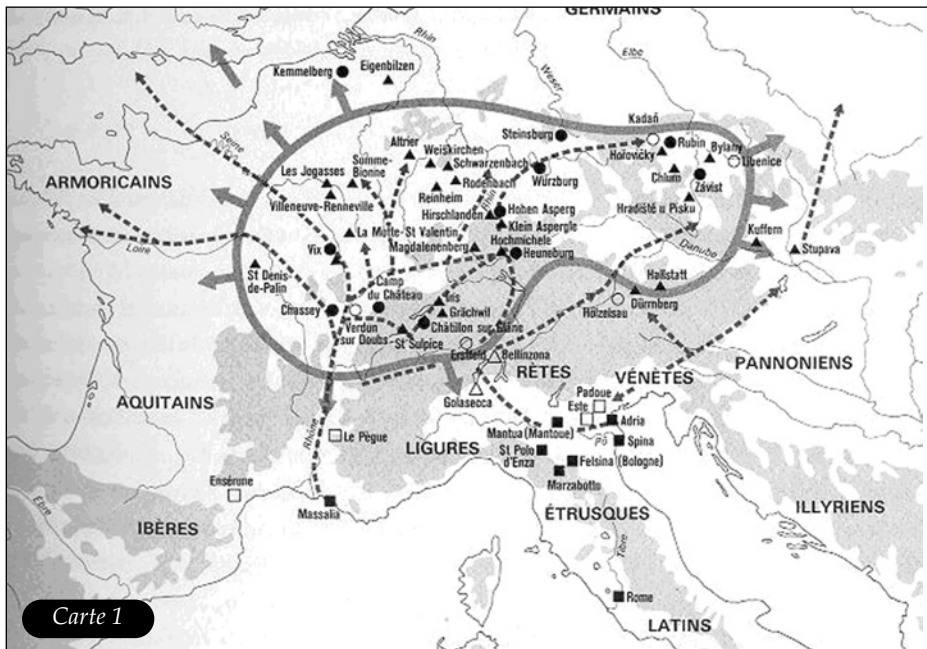 GERMAINS
Rhin
Elbe
Weser
Kemmelberg
Eigenbilzen
Kadaň
Steinsburg
Rubin
Bylany
Hořovičky
Libenice
Chlum
Závist
Hradiště u Pisku
Seine
Altrier
Weiskirchen
Schwarzenbach
Somme-
Bionne
Les Jogasses
Rodenbach
Würzburg
Rhin
ARMORICAINS
Villeneuve-Renneville
Reinheim
Hirschlanden
Hohen Asperg
Klein Aspergle
La Motte-St Valentin
Magdalenenberg
Hochmichele
Heuneburg
Vix
Loire
Danube
Kuffern
Stupava
St Denis-
de-Palin
Camp
du Château
Hallstatt
Dürrnberg
Chassey
Ins
Grächwil
Hölzelsau
Verdun
sur Doubs
Châtillon sur Glâne
St Sulpice
Erstfeld
Bellinzona
RÈTES
VÉNÈTES
PANNONIENS
Golasecca
Padoue
Este
Adria
AQUITAINS
Rhône
Le Pègue
LIGURES
Mantua (Mantoue)
Pô
Spina
St Polo
d'Enza
Felsina (Bologne)
Marzabotto
Ensérune
Massalia
ÉTRUSQUES
ILLYRIENS
Ebre
IBÈRES
Tibre
Rome
LATINS
Carte 1